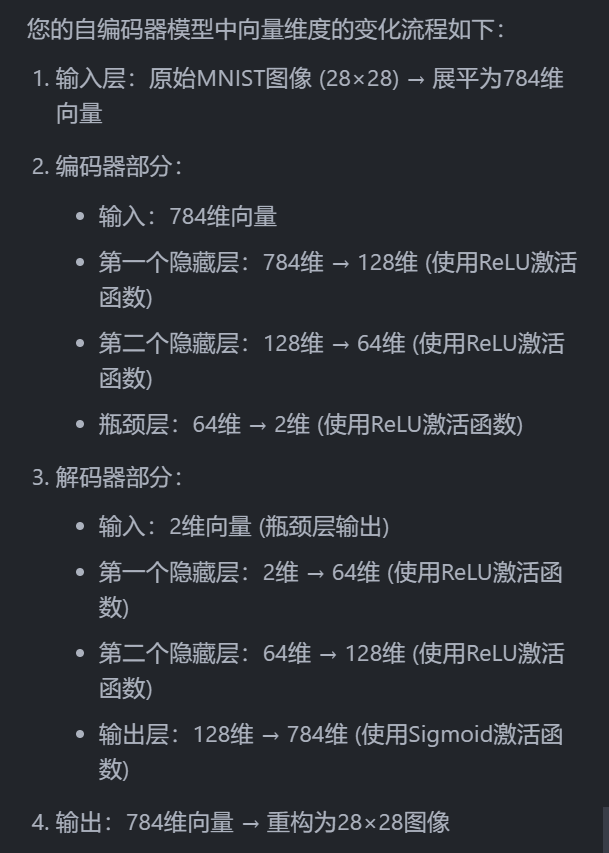 您的自编码器模型中向量维度的变化流程如下：
1. 输入层：原始MNIST图像 (28×28) → 展平为784维
向量
2. 编码器部分：
• 输入：784维向量
• 第一个隐藏层：784维 → 128维 (使用ReLU激活
函数)
• 第二个隐藏层：128维 → 64维 (使用ReLU激活
函数)
• 瓶颈层：64维 → 2维 (使用ReLU激活函数)
3. 解码器部分：
• 输入：2维向量 (瓶颈层输出)
• 第一个隐藏层：2维 → 64维 (使用ReLU激活函
数)
• 第二个隐藏层：64维 → 128维 (使用ReLU激活
函数)
• 输出层：128维 → 784维 (使用Sigmoid激活函
数)
4. 输出：784维向量 → 重构为28×28图像